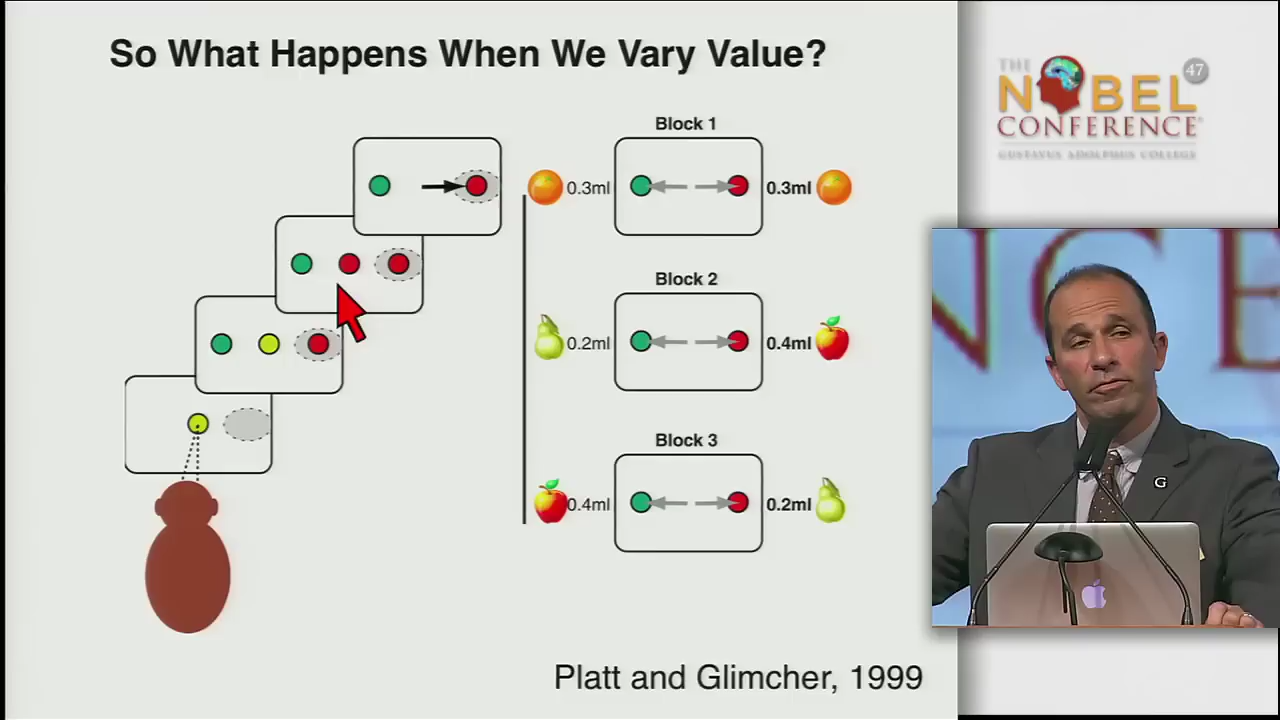 So What Happens When We Vary Value?
Block 1
0.3ml
0.3ml
Block 2
0.2ml
0.4ml
Block 3
0.4ml
0.2ml
Platt and Glimcher, 1999
THE
47
NOBEL
CONFERENCE
GUSTAVUS ADOLPHUS COLLEGE
G